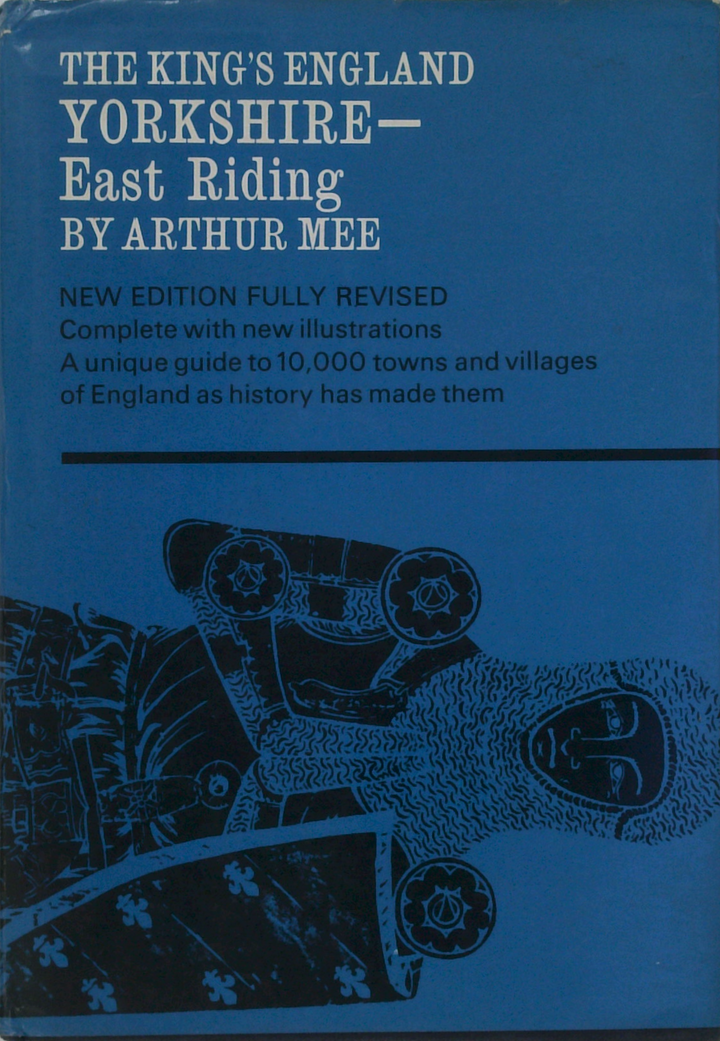 THE KING'S ENGLAND
YORKSHIRE—
East Riding
BY ARTHUR MEE
NEW EDITION FULLY REVISED
Complete with new illustrations
A unique guide to 10,000 towns and villages
of England as history has made them